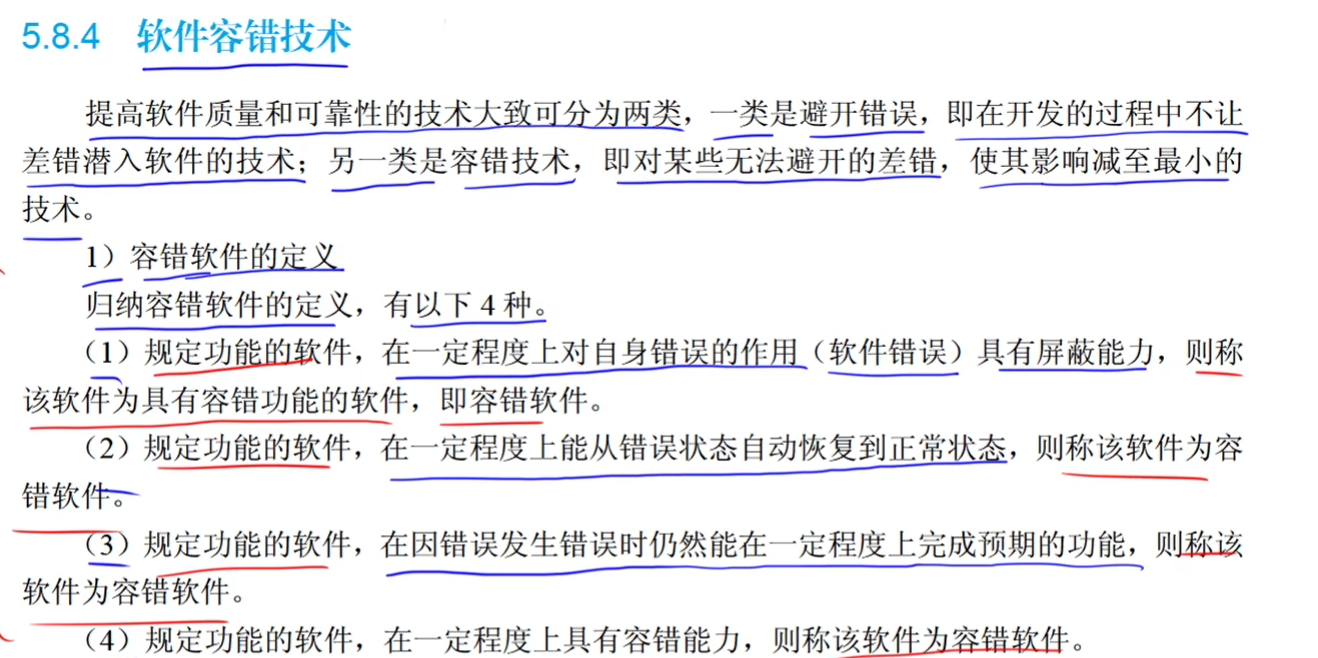 5.8.4 软件容错技术
提高软件质量和可靠性的技术大致可分为两类，一类是避开错误，即在开发的过程中不让
差错潜入软件的技术；另一类是容错技术，即对某些无法避开的差错，使其影响减至最小的
技术。
1）容错软件的定义
归纳容错软件的定义，有以下 4 种。
（1）规定功能的软件，在一定程度上对自身错误的作用（软件错误）具有屏蔽能力，则称
该软件为具有容错功能的软件，即容错软件。
（2）规定功能的软件，在一定程度上能从错误状态自动恢复到正常状态，则称该软件为容
错软件。
（3）规定功能的软件，在因错误发生错误时仍然能在一定程度上完成预期的功能，则称该
软件为容错软件。
（4）规定功能的软件，在一定程度上具有容错能力，则称该软件为容错软件。